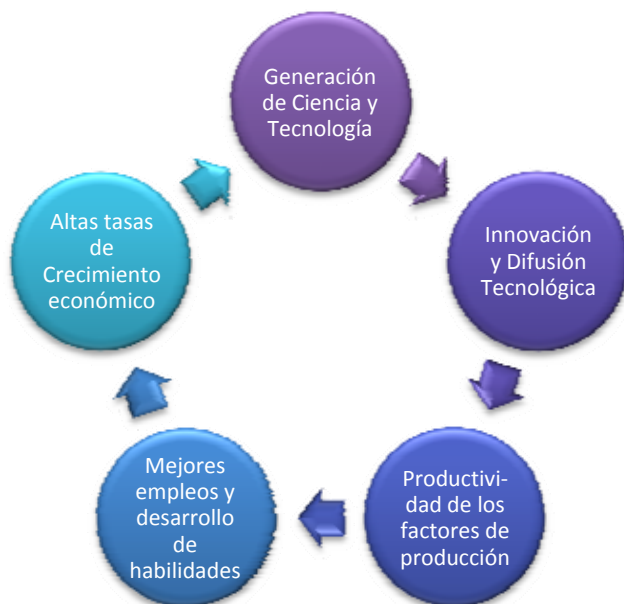 Generación
de Ciencia y
Tecnología
Innovación
y Difusión
Tecnológica
Productivi-
dad de los
factores de
producción
Mejores
empleos y
desarrollo
de
habilidades
Altas tasas
de
Crecimiento
económico